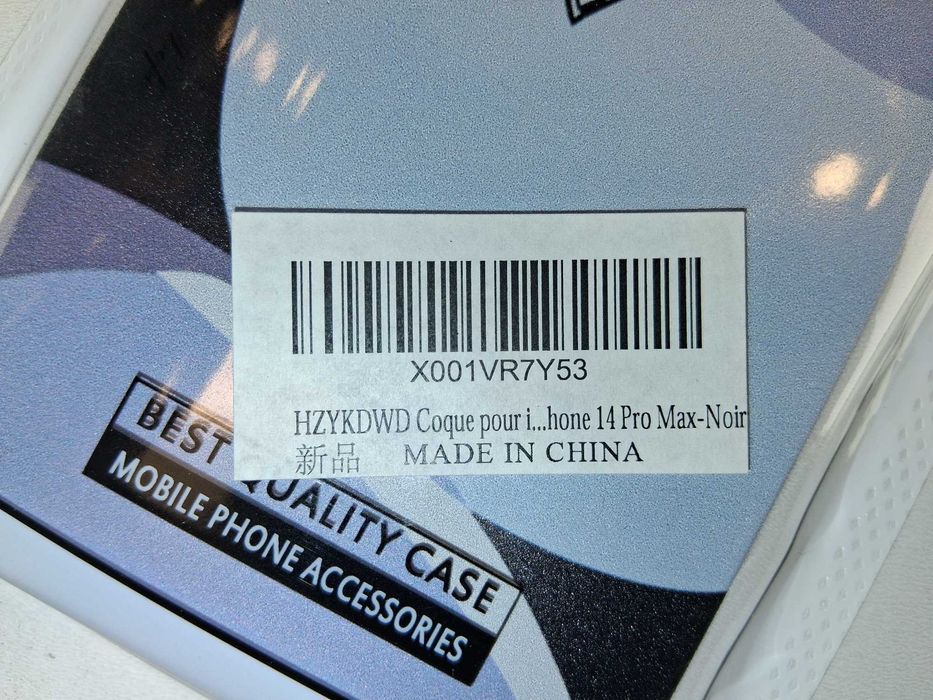 X001VR7Y53
HZYKDWD Coque pour i...hone 14 Pro Max-Noir
新品 MADE IN CHINA
BEST QUALITY CASE
MOBILE PHONE ACCESSORIES